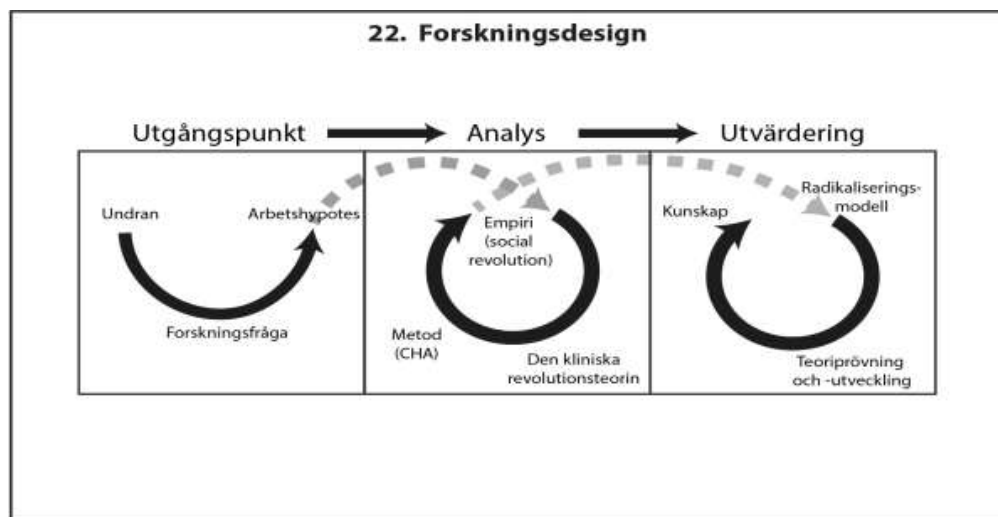 22. Forskningsdesign
Utgångspunkt
Analys
Utvärdering
Undran
Arbetshypotes
Forskningsfråga
Empiri
(social
revolution)
Metod
(CHA)
Den kliniska
revolutionsteorin
Radikaliserings-
modell
Kunskap
Teoriprövning
och -utveckling